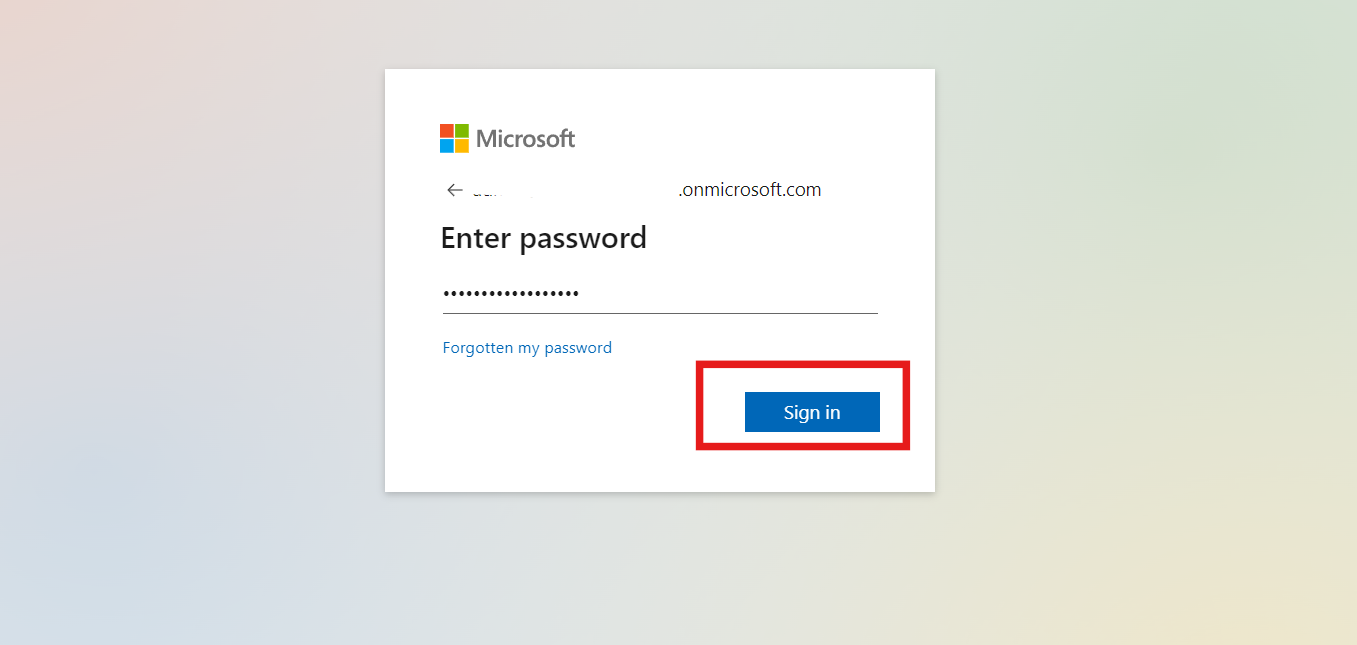 Microsoft
.onmicrosoft.com
Enter password
••••••••••••••••••
Forgotten my password
Sign in